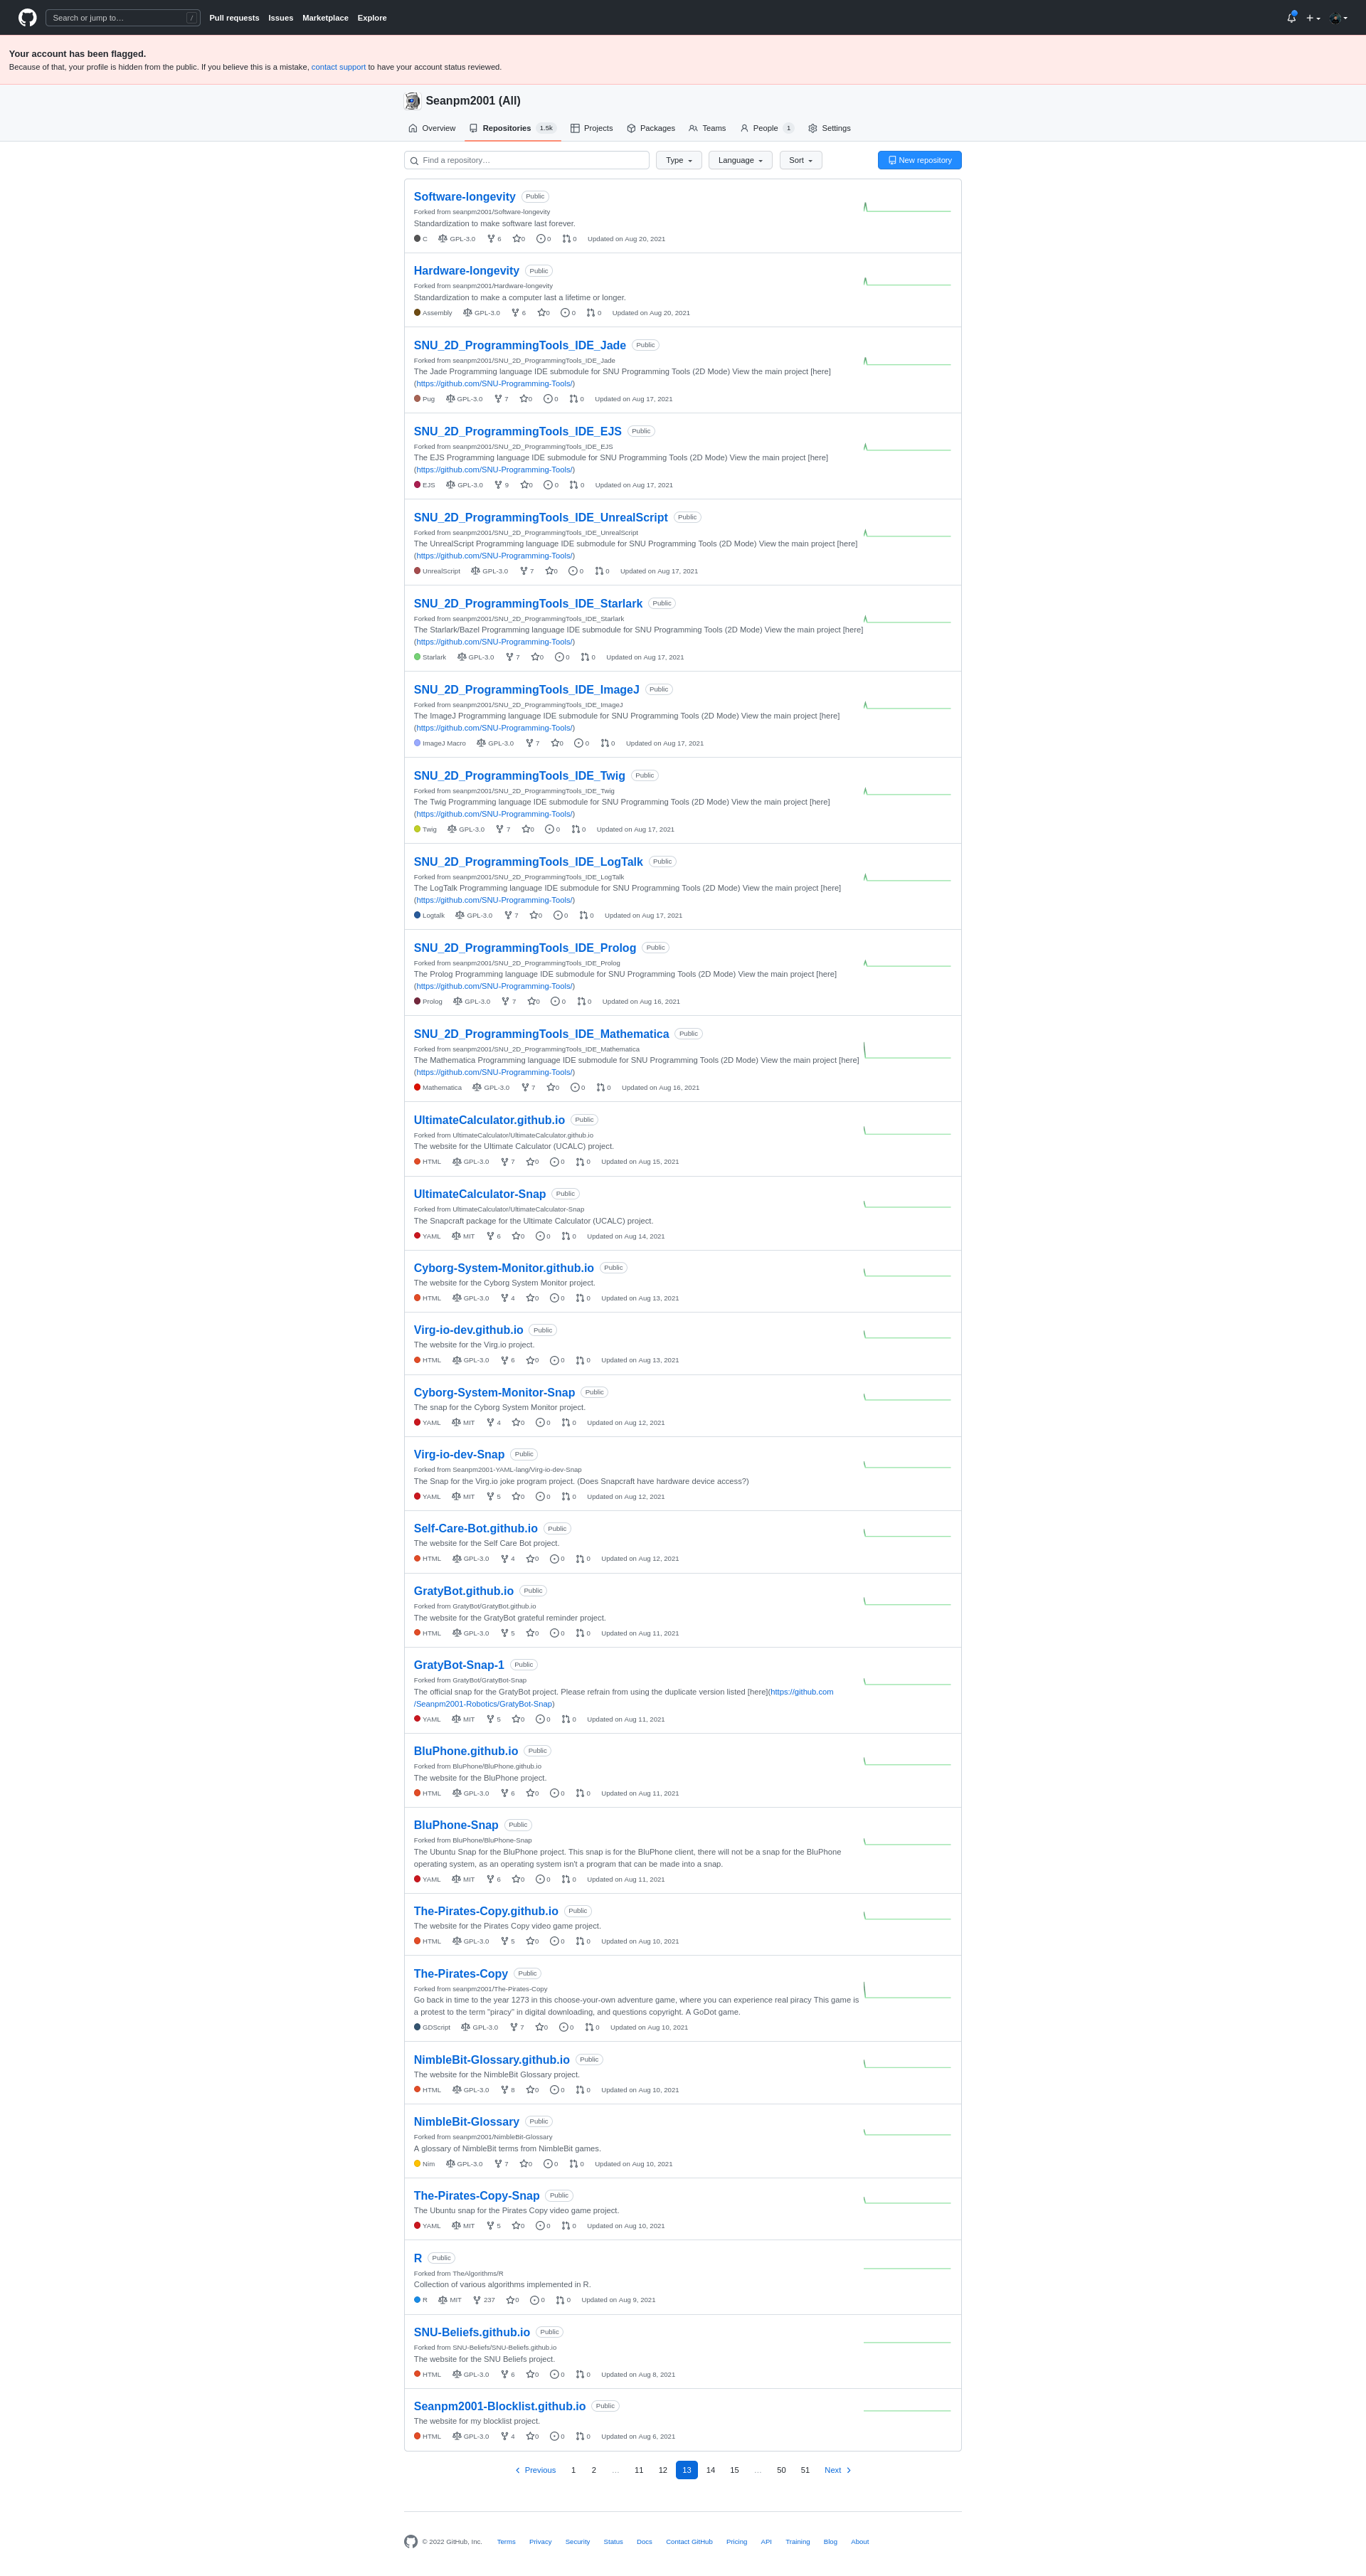 Search or jump to… /
Pull requests Issues Marketplace Explore
Your account has been flagged.
Because of that, your profile is hidden from the public. If you believe this is a mistake, contact support to have your account status reviewed.
Seanpm2001 (All)
Overview Repositories 1.5k Projects Packages Teams People 1 Settings
Find a repository… Type Language Sort New repository
Software-longevity Public
Forked from seanpm2001/Software-longevity
Standardization to make software last forever.
C GPL-3.0 6 0 0 0 Updated on Aug 20, 2021
Hardware-longevity Public
Forked from seanpm2001/Hardware-longevity
Standardization to make a computer last a lifetime or longer.
Assembly GPL-3.0 6 0 0 0 Updated on Aug 20, 2021
SNU_2D_ProgrammingTools_IDE_Jade Public
Forked from seanpm2001/SNU_2D_ProgrammingTools_IDE_Jade
The Jade Programming language IDE submodule for SNU Programming Tools (2D Mode) View the main project [here]
(https://github.com/SNU-Programming-Tools/)
Pug GPL-3.0 7 0 0 0 Updated on Aug 17, 2021
SNU_2D_ProgrammingTools_IDE_EJS Public
Forked from seanpm2001/SNU_2D_ProgrammingTools_IDE_EJS
The EJS Programming language IDE submodule for SNU Programming Tools (2D Mode) View the main project [here]
(https://github.com/SNU-Programming-Tools/)
EJS GPL-3.0 9 0 0 0 Updated on Aug 17, 2021
SNU_2D_ProgrammingTools_IDE_UnrealScript Public
Forked from seanpm2001/SNU_2D_ProgrammingTools_IDE_UnrealScript
The UnrealScript Programming language IDE submodule for SNU Programming Tools (2D Mode) View the main project [here]
(https://github.com/SNU-Programming-Tools/)
UnrealScript GPL-3.0 7 0 0 0 Updated on Aug 17, 2021
SNU_2D_ProgrammingTools_IDE_Starlark Public
Forked from seanpm2001/SNU_2D_ProgrammingTools_IDE_Starlark
The Starlark/Bazel Programming language IDE submodule for SNU Programming Tools (2D Mode) View the main project [here]
(https://github.com/SNU-Programming-Tools/)
Starlark GPL-3.0 7 0 0 0 Updated on Aug 17, 2021
SNU_2D_ProgrammingTools_IDE_ImageJ Public
Forked from seanpm2001/SNU_2D_ProgrammingTools_IDE_ImageJ
The ImageJ Programming language IDE submodule for SNU Programming Tools (2D Mode) View the main project [here]
(https://github.com/SNU-Programming-Tools/)
ImageJ Macro GPL-3.0 7 0 0 0 Updated on Aug 17, 2021
SNU_2D_ProgrammingTools_IDE_Twig Public
Forked from seanpm2001/SNU_2D_ProgrammingTools_IDE_Twig
The Twig Programming language IDE submodule for SNU Programming Tools (2D Mode) View the main project [here]
(https://github.com/SNU-Programming-Tools/)
Twig GPL-3.0 7 0 0 0 Updated on Aug 17, 2021
SNU_2D_ProgrammingTools_IDE_LogTalk Public
Forked from seanpm2001/SNU_2D_ProgrammingTools_IDE_LogTalk
The LogTalk Programming language IDE submodule for SNU Programming Tools (2D Mode) View the main project [here]
(https://github.com/SNU-Programming-Tools/)
Logtalk GPL-3.0 7 0 0 0 Updated on Aug 17, 2021
SNU_2D_ProgrammingTools_IDE_Prolog Public
Forked from seanpm2001/SNU_2D_ProgrammingTools_IDE_Prolog
The Prolog Programming language IDE submodule for SNU Programming Tools (2D Mode) View the main project [here]
(https://github.com/SNU-Programming-Tools/)
Prolog GPL-3.0 7 0 0 0 Updated on Aug 16, 2021
SNU_2D_ProgrammingTools_IDE_Mathematica Public
Forked from seanpm2001/SNU_2D_ProgrammingTools_IDE_Mathematica
The Mathematica Programming language IDE submodule for SNU Programming Tools (2D Mode) View the main project [here]
(https://github.com/SNU-Programming-Tools/)
Mathematica GPL-3.0 7 0 0 0 Updated on Aug 16, 2021
UltimateCalculator.github.io Public
Forked from UltimateCalculator/UltimateCalculator.github.io
The website for the Ultimate Calculator (UCALC) project.
HTML GPL-3.0 7 0 0 0 Updated on Aug 15, 2021
UltimateCalculator-Snap Public
Forked from UltimateCalculator/UltimateCalculator-Snap
The Snapcraft package for the Ultimate Calculator (UCALC) project.
YAML MIT 6 0 0 0 Updated on Aug 14, 2021
Cyborg-System-Monitor.github.io Public
The website for the Cyborg System Monitor project.
HTML GPL-3.0 4 0 0 0 Updated on Aug 13, 2021
Virg-io-dev.github.io Public
The website for the Virg.io project.
HTML GPL-3.0 6 0 0 0 Updated on Aug 13, 2021
Cyborg-System-Monitor-Snap Public
The snap for the Cyborg System Monitor project.
YAML MIT 4 0 0 0 Updated on Aug 12, 2021
Virg-io-dev-Snap Public
Forked from Seanpm2001-YAML-lang/Virg-io-dev-Snap
The Snap for the Virg.io joke program project. (Does Snapcraft have hardware device access?)
YAML MIT 5 0 0 0 Updated on Aug 12, 2021
Self-Care-Bot.github.io Public
The website for the Self Care Bot project.
HTML GPL-3.0 4 0 0 0 Updated on Aug 12, 2021
GratyBot.github.io Public
Forked from GratyBot/GratyBot.github.io
The website for the GratyBot grateful reminder project.
HTML GPL-3.0 5 0 0 0 Updated on Aug 11, 2021
GratyBot-Snap-1 Public
Forked from GratyBot/GratyBot-Snap
The official snap for the GratyBot project. Please refrain from using the duplicate version listed [here](https://github.com
/Seanpm2001-Robotics/GratyBot-Snap)
YAML MIT 5 0 0 0 Updated on Aug 11, 2021
BluPhone.github.io Public
Forked from BluPhone/BluPhone.github.io
The website for the BluPhone project.
HTML GPL-3.0 6 0 0 0 Updated on Aug 11, 2021
BluPhone-Snap Public
Forked from BluPhone/BluPhone-Snap
The Ubuntu Snap for the BluPhone project. This snap is for the BluPhone client, there will not be a snap for the BluPhone
operating system, as an operating system isn't a program that can be made into a snap.
YAML MIT 6 0 0 0 Updated on Aug 11, 2021
The-Pirates-Copy.github.io Public
The website for the Pirates Copy video game project.
HTML GPL-3.0 5 0 0 0 Updated on Aug 10, 2021
The-Pirates-Copy Public
Forked from seanpm2001/The-Pirates-Copy
Go back in time to the year 1273 in this choose-your-own adventure game, where you can experience real piracy This game is
a protest to the term "piracy" in digital downloading, and questions copyright. A GoDot game.
GDScript GPL-3.0 7 0 0 0 Updated on Aug 10, 2021
NimbleBit-Glossary.github.io Public
The website for the NimbleBit Glossary project.
HTML GPL-3.0 8 0 0 0 Updated on Aug 10, 2021
NimbleBit-Glossary Public
Forked from seanpm2001/NimbleBit-Glossary
A glossary of NimbleBit terms from NimbleBit games.
Nim GPL-3.0 7 0 0 0 Updated on Aug 10, 2021
The-Pirates-Copy-Snap Public
The Ubuntu snap for the Pirates Copy video game project.
YAML MIT 5 0 0 0 Updated on Aug 10, 2021
R Public
Forked from TheAlgorithms/R
Collection of various algorithms implemented in R.
R MIT 237 0 0 0 Updated on Aug 9, 2021
SNU-Beliefs.github.io Public
Forked from SNU-Beliefs/SNU-Beliefs.github.io
The website for the SNU Beliefs project.
HTML GPL-3.0 6 0 0 0 Updated on Aug 8, 2021
Seanpm2001-Blocklist.github.io Public
The website for my blocklist project.
HTML GPL-3.0 4 0 0 0 Updated on Aug 6, 2021
Previous 1 2 … 11 12 13 14 15 … 50 51 Next
© 2022 GitHub, Inc. Terms Privacy Security Status Docs Contact GitHub Pricing API Training Blog About